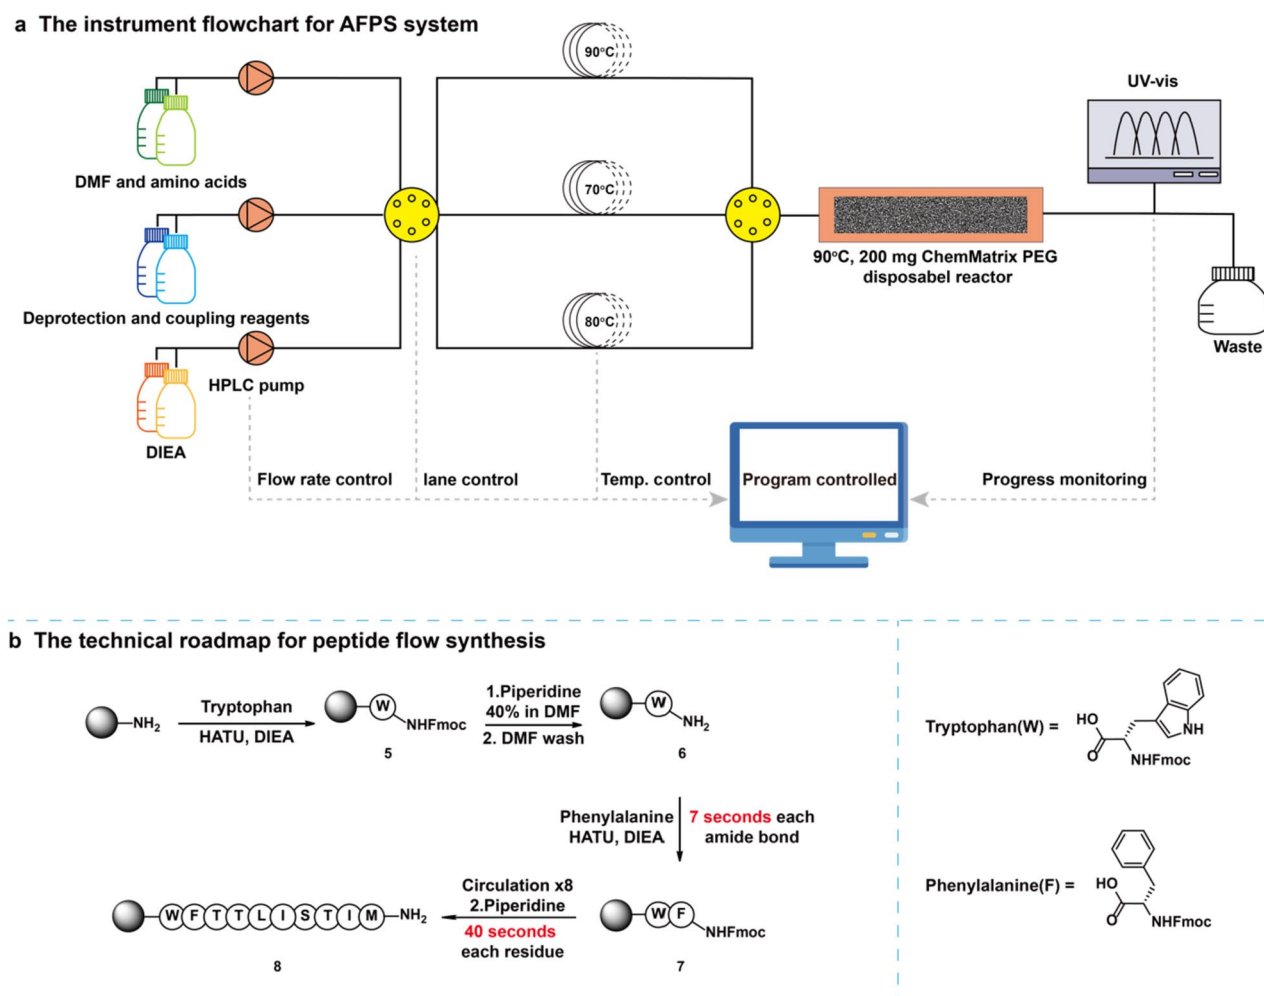 a The instrument flowchart for AFPS system
90°C
UV-vis
DMF and amino acids
70°C
90°C, 200 mg ChemMatrix PEG
disposabel reactor
Deprotection and coupling reagents
80°C
Waste
HPLC pump
DIEA
Flow rate control
lane control
Temp. control
Program controlled
Progress monitoring
b The technical roadmap for peptide flow synthesis
NH2
Tryptophan
HATU, DIEA
W
NHFmoc
5
1.Piperidine
40% in DMF
2. DMF wash
W
NH2
6
Phenylalanine
HATU, DIEA
7 seconds each
amide bond
W F
NHFmoc
7
Circulation x8
2.Piperidine
40 seconds
each residue
W F T T L I S T I M NH2
8
Tryptophan(W) =
HO
O
NH
NHFmoc
Phenylalanine(F) =
HO
O
NHFmoc